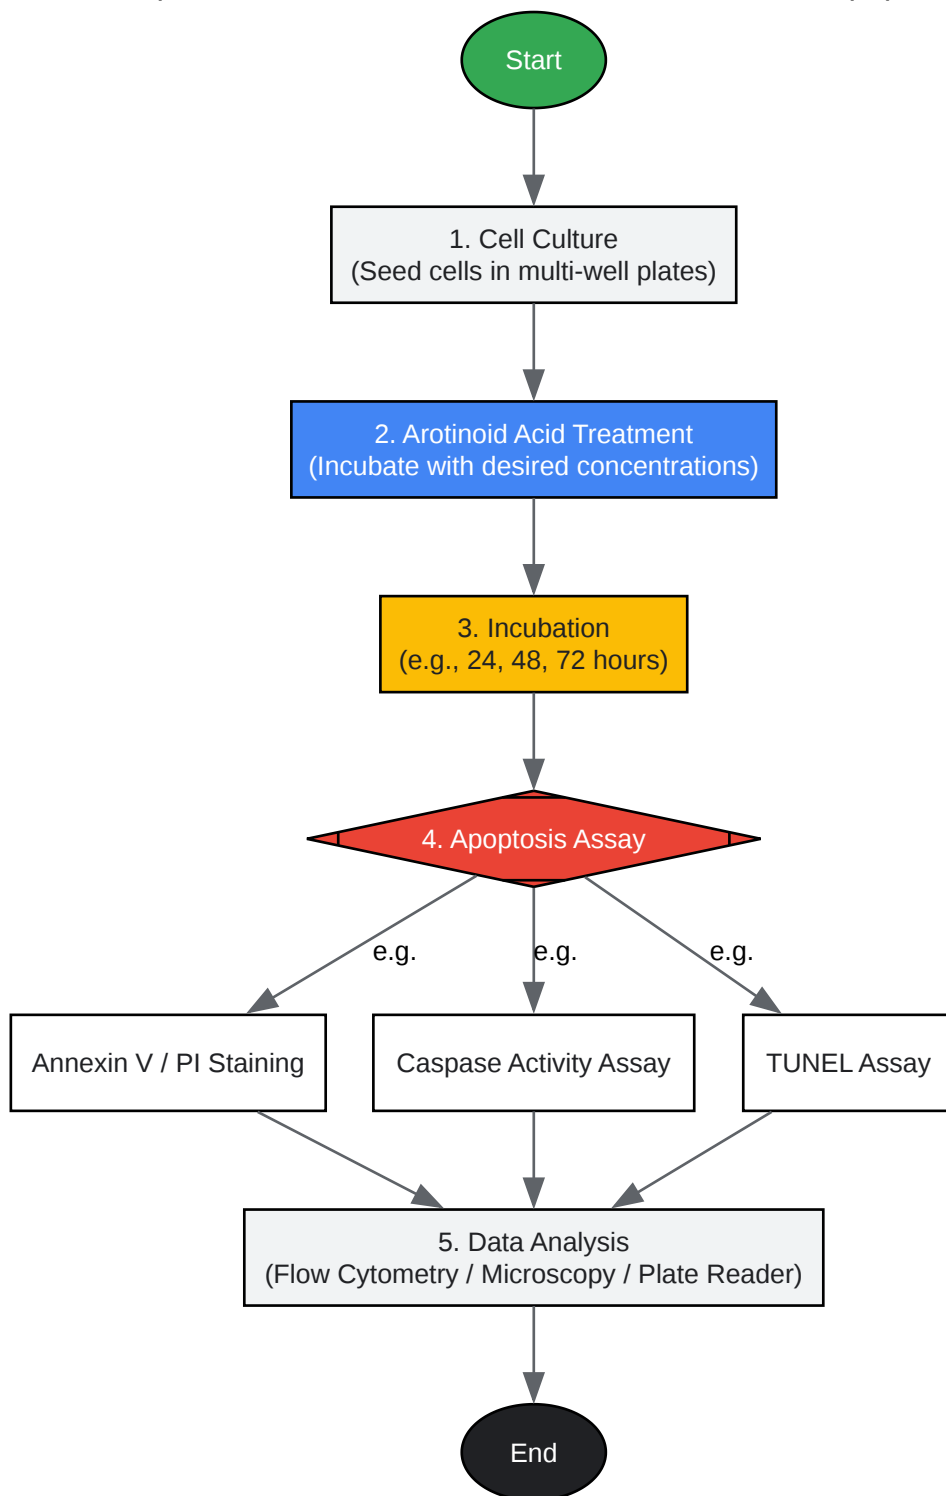 Start
1. Cell Culture
(Seed cells in multi-well plates)
2. Arotinoid Acid Treatment
(Incubate with desired concentrations)
3. Incubation
(e.g., 24, 48, 72 hours)
4. Apoptosis Assay
e.g.
e.g.
e.g.
Annexin V / PI Staining
Caspase Activity Assay
TUNEL Assay
5. Data Analysis
(Flow Cytometry / Microscopy / Plate Reader)
End